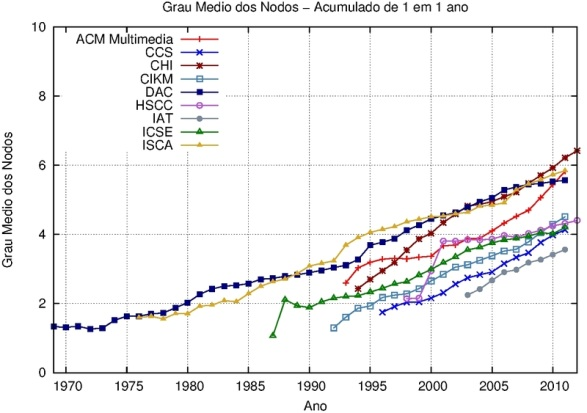 Grau Medio dos Nodos – Acumulado de 1 em 1 ano
10
8
6
4
2
0
Grau Medio dos Nodos
ACM Multimedia
CCS
CHI
CIKM
DAC
HSCC
IAT
ICSE
ISCA
1970 1975 1980 1985 1990 1995 2000 2005 2010
Ano